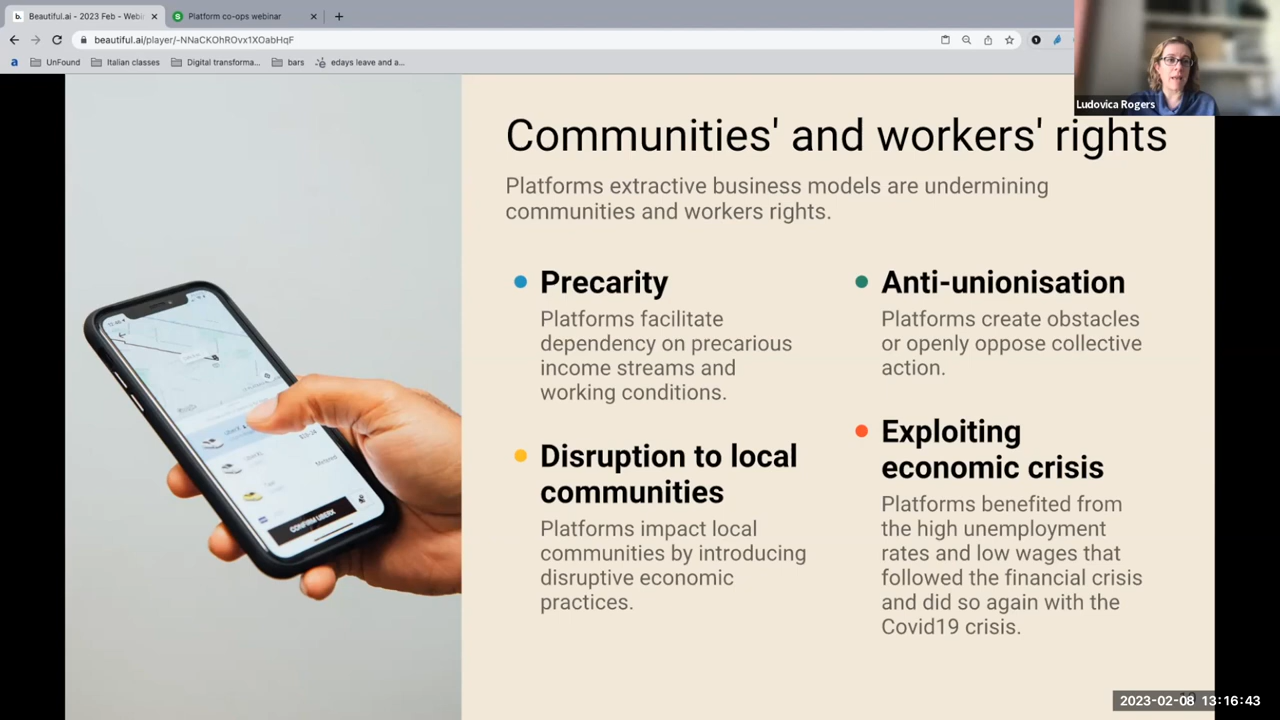 Beautiful.ai - 2023 Feb - Webi
Platform co-ops webinar
beautiful.ai/player/-NNaCKOhROvx1XOabHqF
UnFound
Italian classes
Digital transforma...
bars
edays leave and a...
Ludovica Rogers
Communities' and workers' rights
Platforms extractive business models are undermining
communities and workers rights.
Precarity
Platforms facilitate
dependency on precarious
income streams and
working conditions.
Disruption to local
communities
Platforms impact local
communities by introducing
disruptive economic
practices.
Anti-unionisation
Platforms create obstacles
or openly oppose collective
action.
Exploiting
economic crisis
Platforms benefited from
the high unemployment
rates and low wages that
followed the financial crisis
and did so again with the
Covid19 crisis.
CONFIRM UBERX
2023-02-08 13:16:43